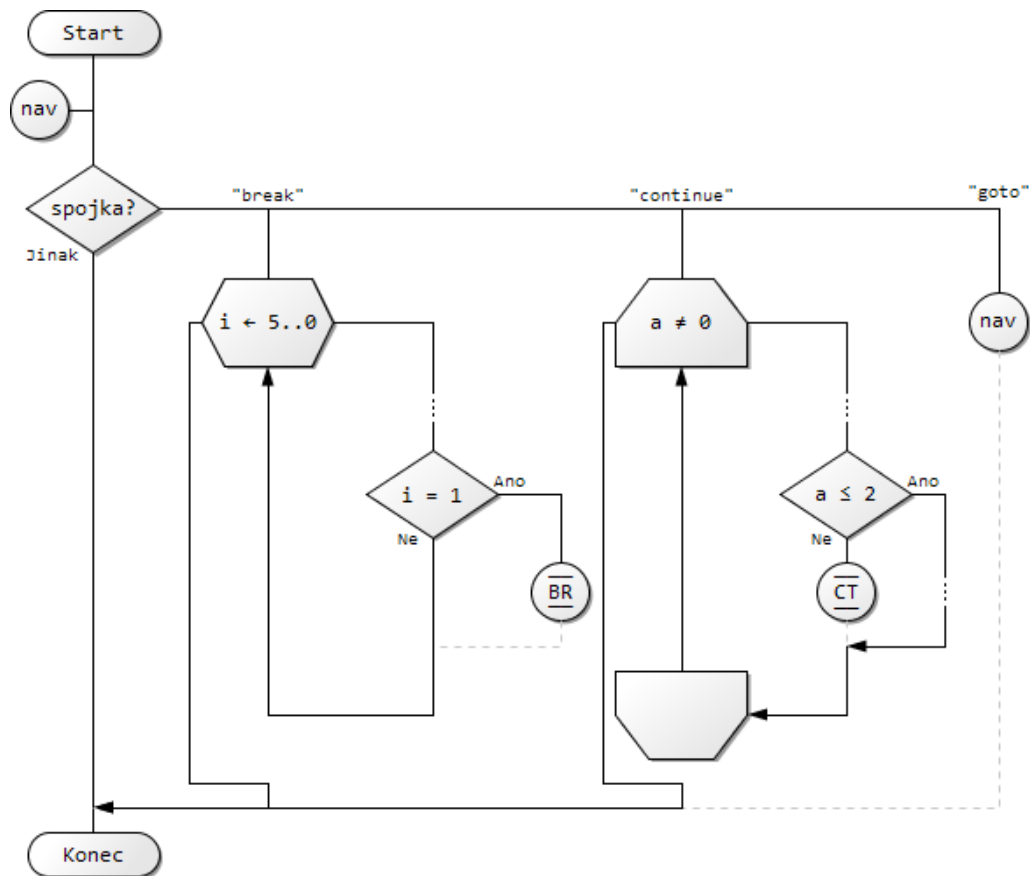 Start
nav
"break"
"continue"
"goto"
spojka?
Jinak
i ← 5..0
a ≠ 0
nav
i = 1
Ano
Ne
a ≤ 2
Ano
Ne
BR
CT
Konec